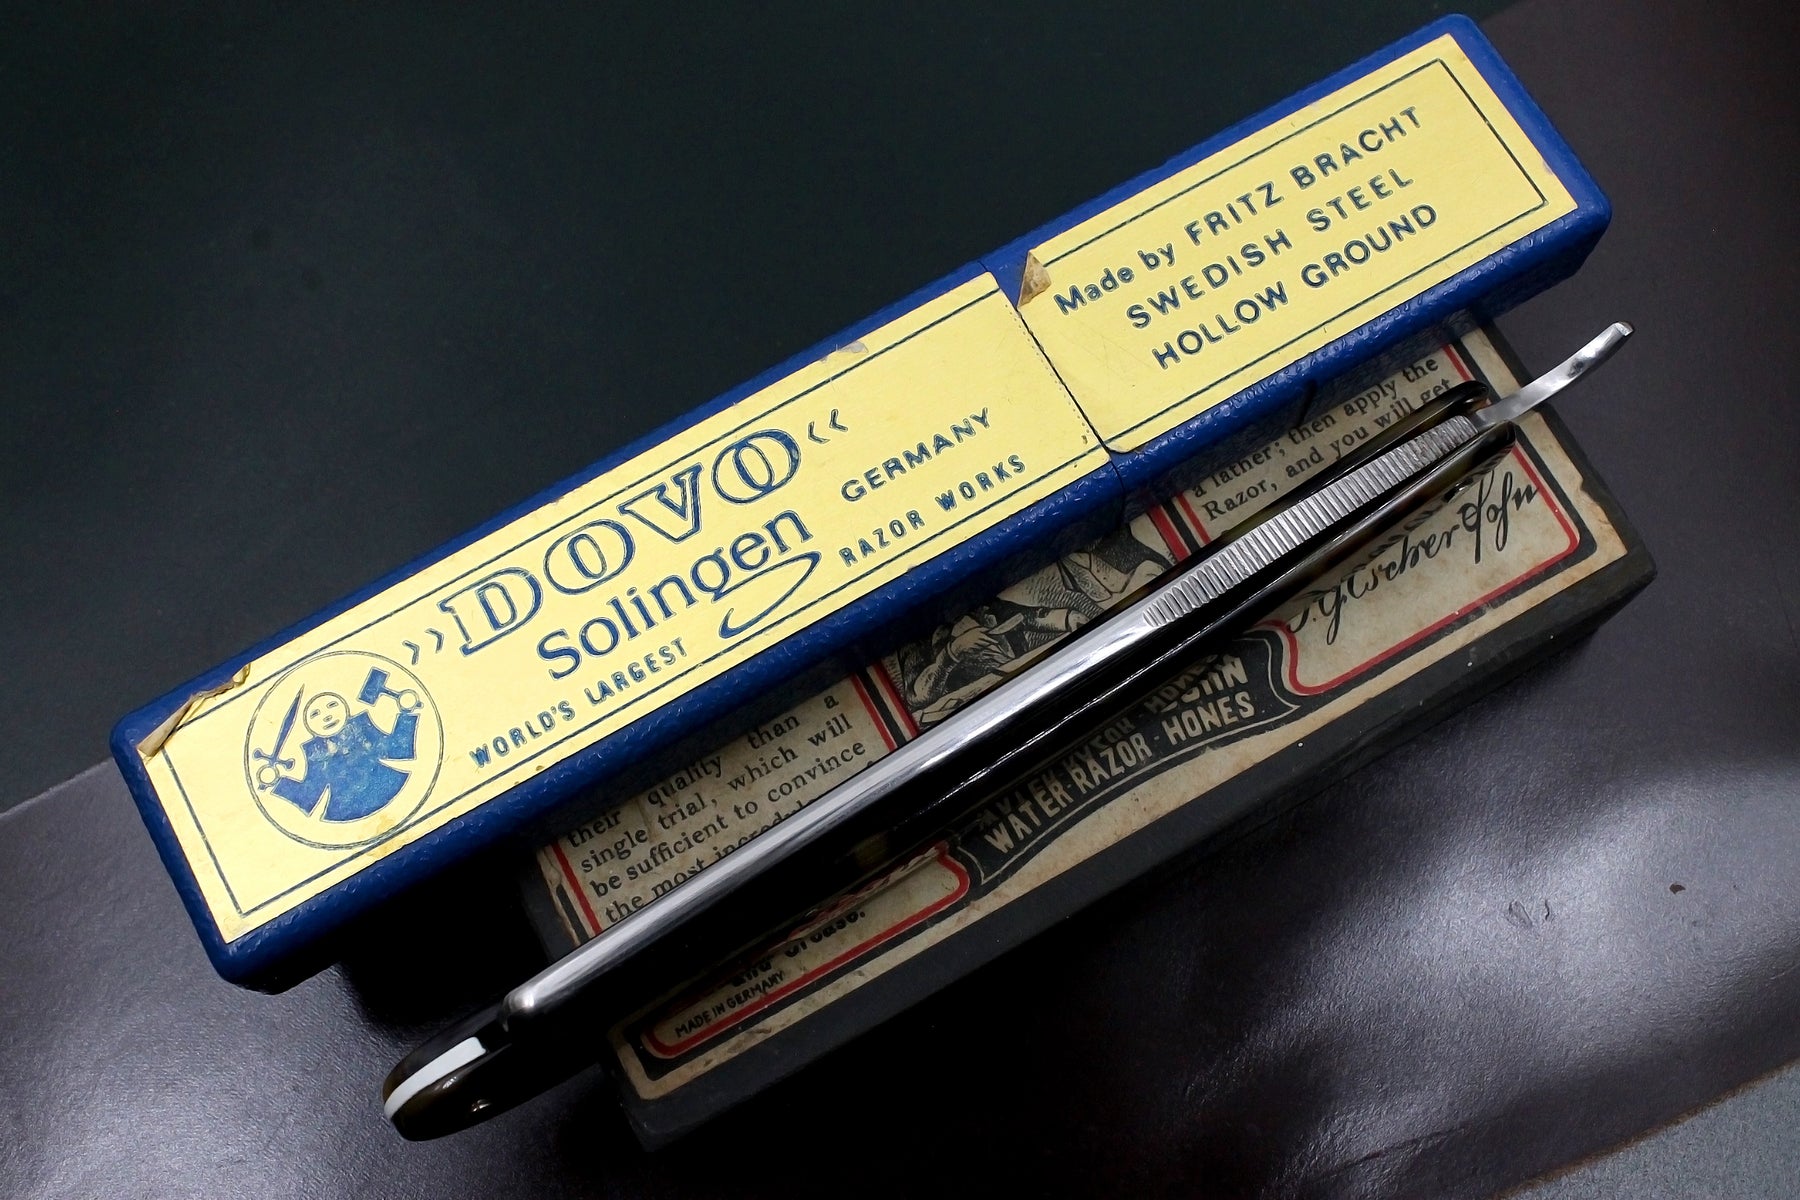 »DOVO«
Solingen
GERMANY
WORLD'S LARGEST
RAZOR WORKS
Made by FRITZ BRACHT
SWEDISH STEEL
HOLLOW GROUND
a lather; then apply the
Razor, and you will get
their quality than a
single trial, which will
be sufficient to convince
the most
WATER-RAZOR-HONES
MADE IN GERMANY